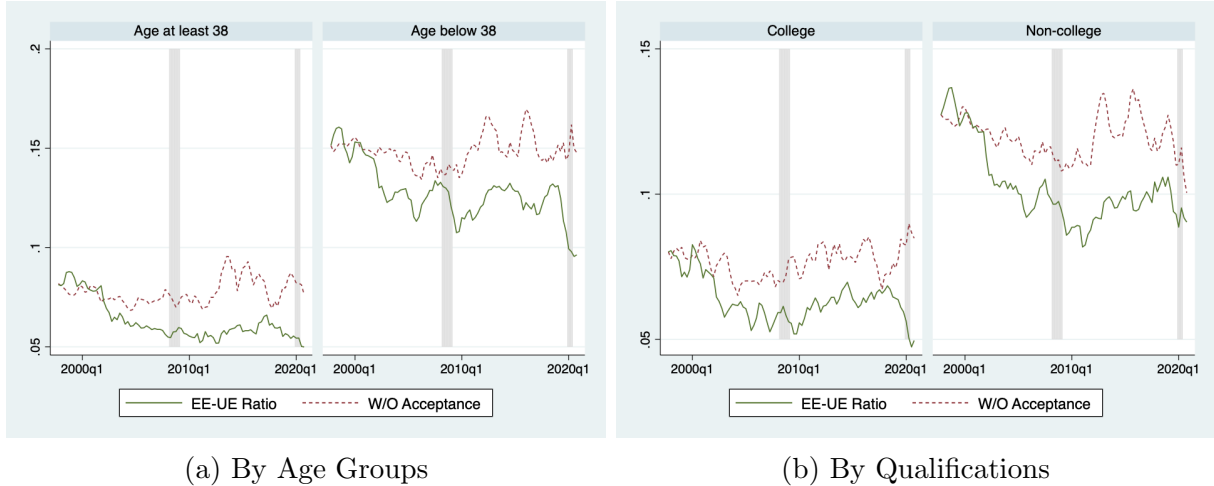 Age at least 38 Age below 38
.2
.15
.1
.05
2000q1 2010q1 2020q1 2000q1 2010q1 2020q1
EE-UE Ratio W/O Acceptance
(a) By Age Groups
College Non-college
.15
.1
.05
2000q1 2010q1 2020q1 2000q1 2010q1 2020q1
EE-UE Ratio W/O Acceptance
(b) By Qualifications